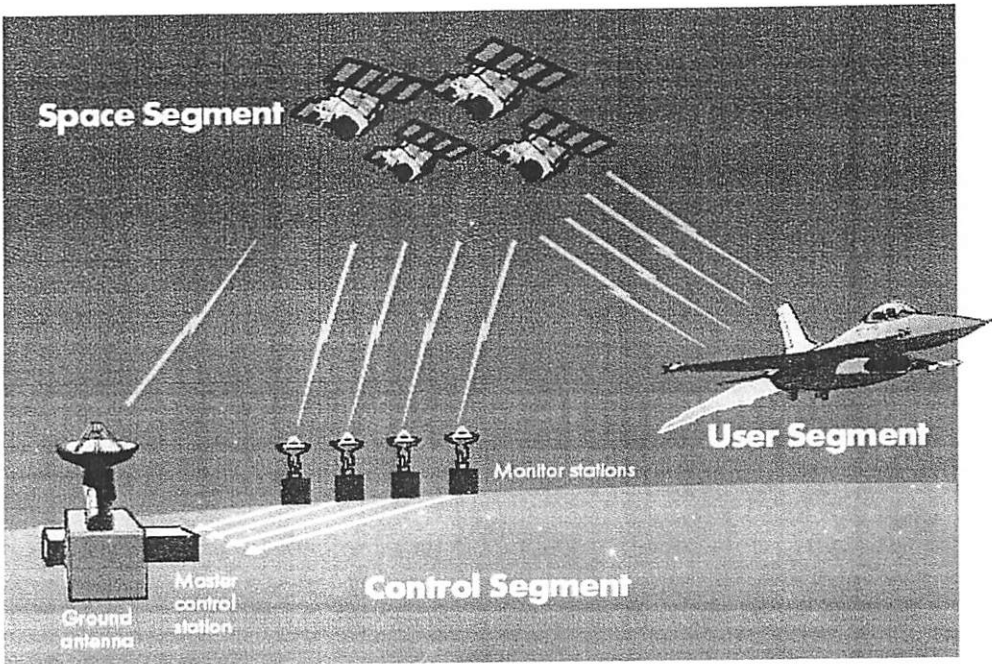 Space Segment
User Segment
Monitor stations
Control Segment
Master
control
station
Ground
antenna